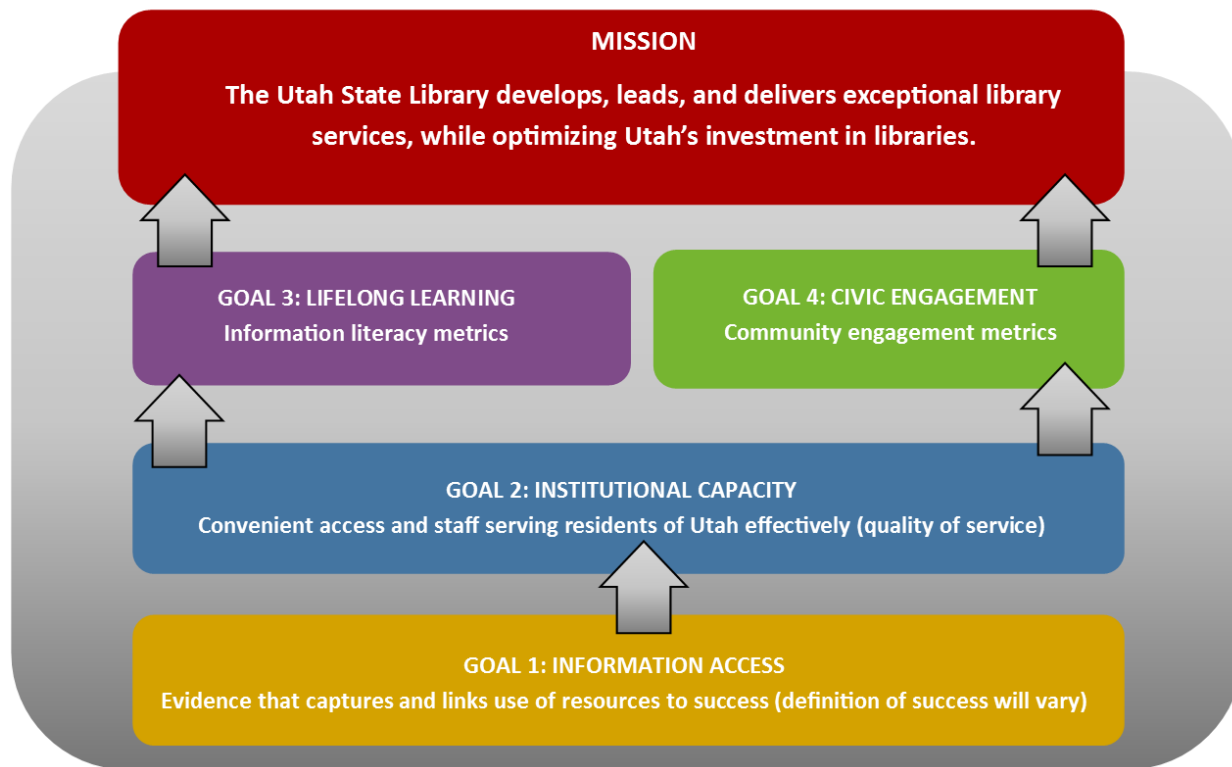 MISSION
The Utah State Library develops, leads, and delivers exceptional library
services, while optimizing Utah’s investment in libraries.
GOAL 3: LIFELONG LEARNING
Information literacy metrics
GOAL 4: CIVIC ENGAGEMENT
Community engagement metrics
GOAL 2: INSTITUTIONAL CAPACITY
Convenient access and staff serving residents of Utah effectively (quality of service)
GOAL 1: INFORMATION ACCESS
Evidence that captures and links use of resources to success (definition of success will vary)